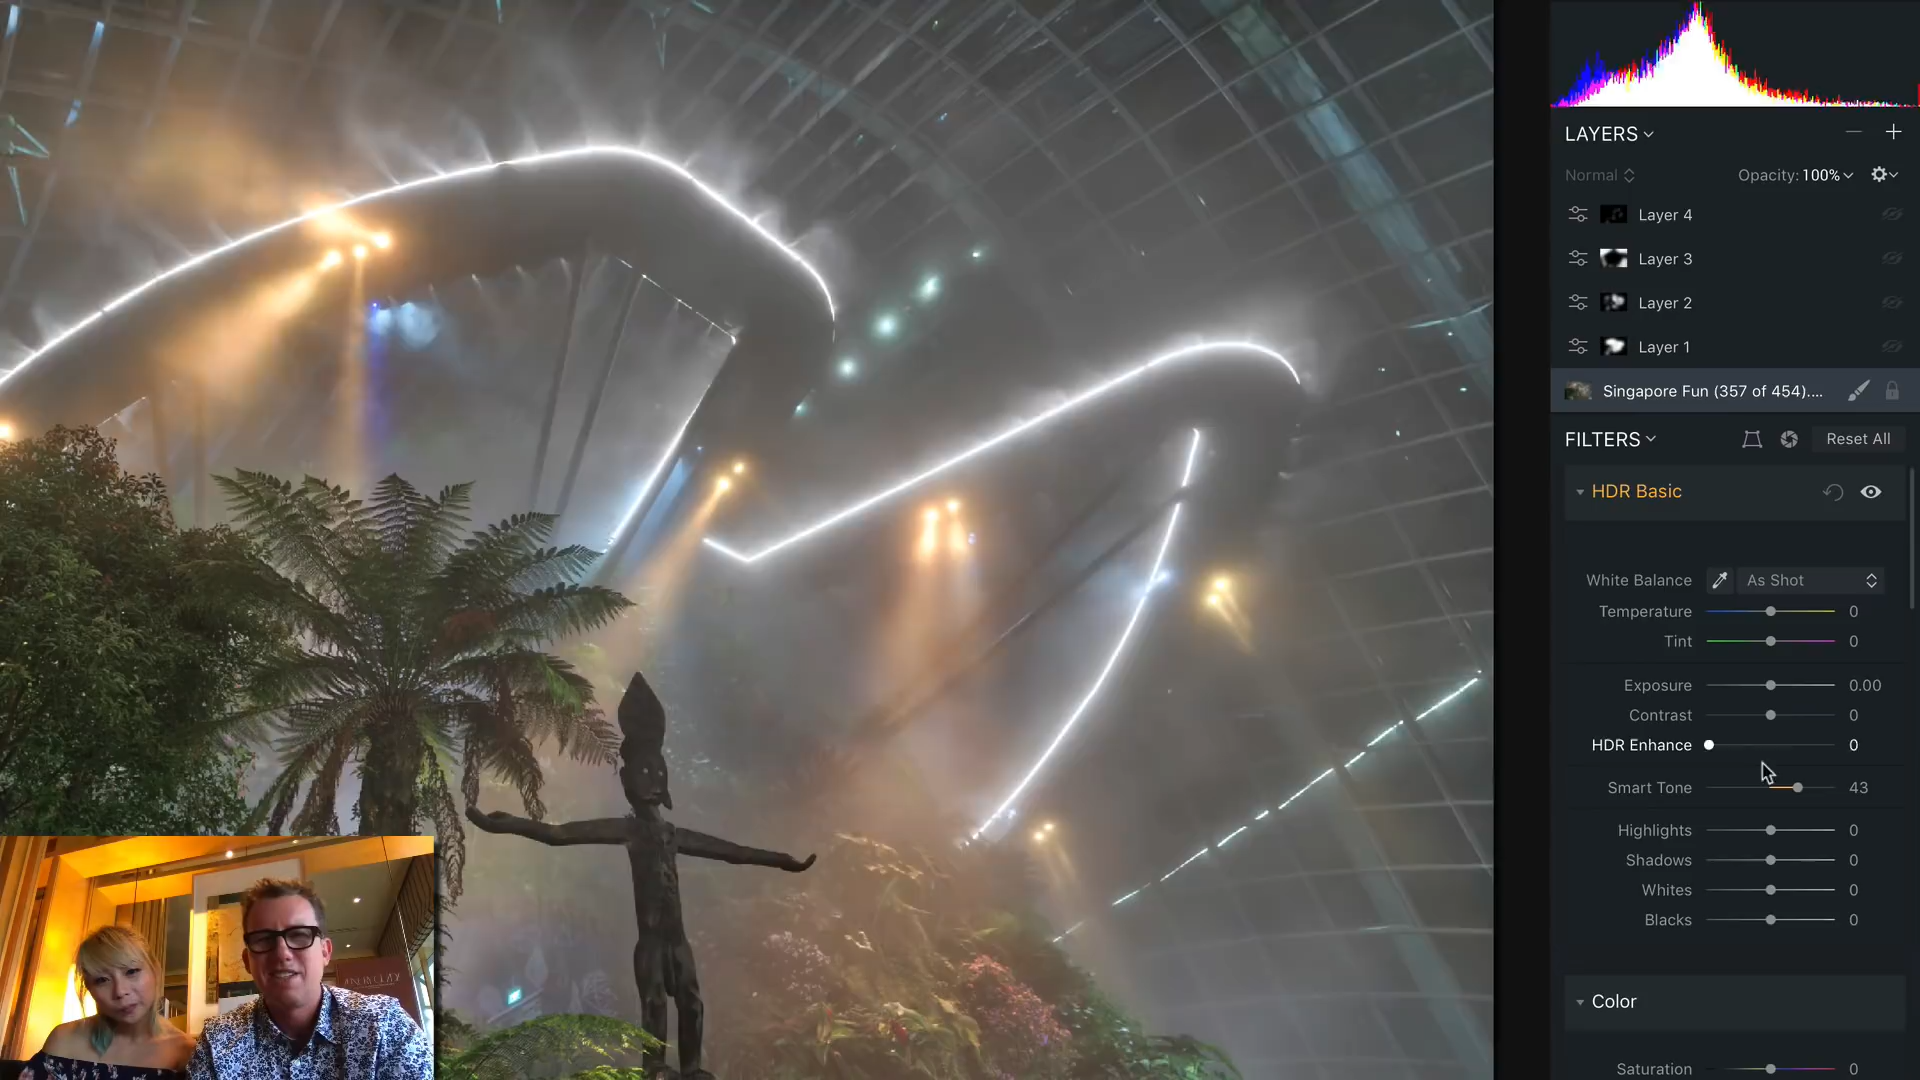 LAYERS
Normal
Opacity: 100%
Layer 4
Layer 3
Layer 2
Layer 1
Singapore Fun (357 of 454)....
FILTERS
Reset All
HDR Basic
White Balance As Shot
Temperature 0
Tint 0
Exposure 0.00
Contrast 0
HDR Enhance 0
Smart Tone 43
Highlights 0
Shadows 0
Whites 0
Blacks 0
Color
Saturation 0